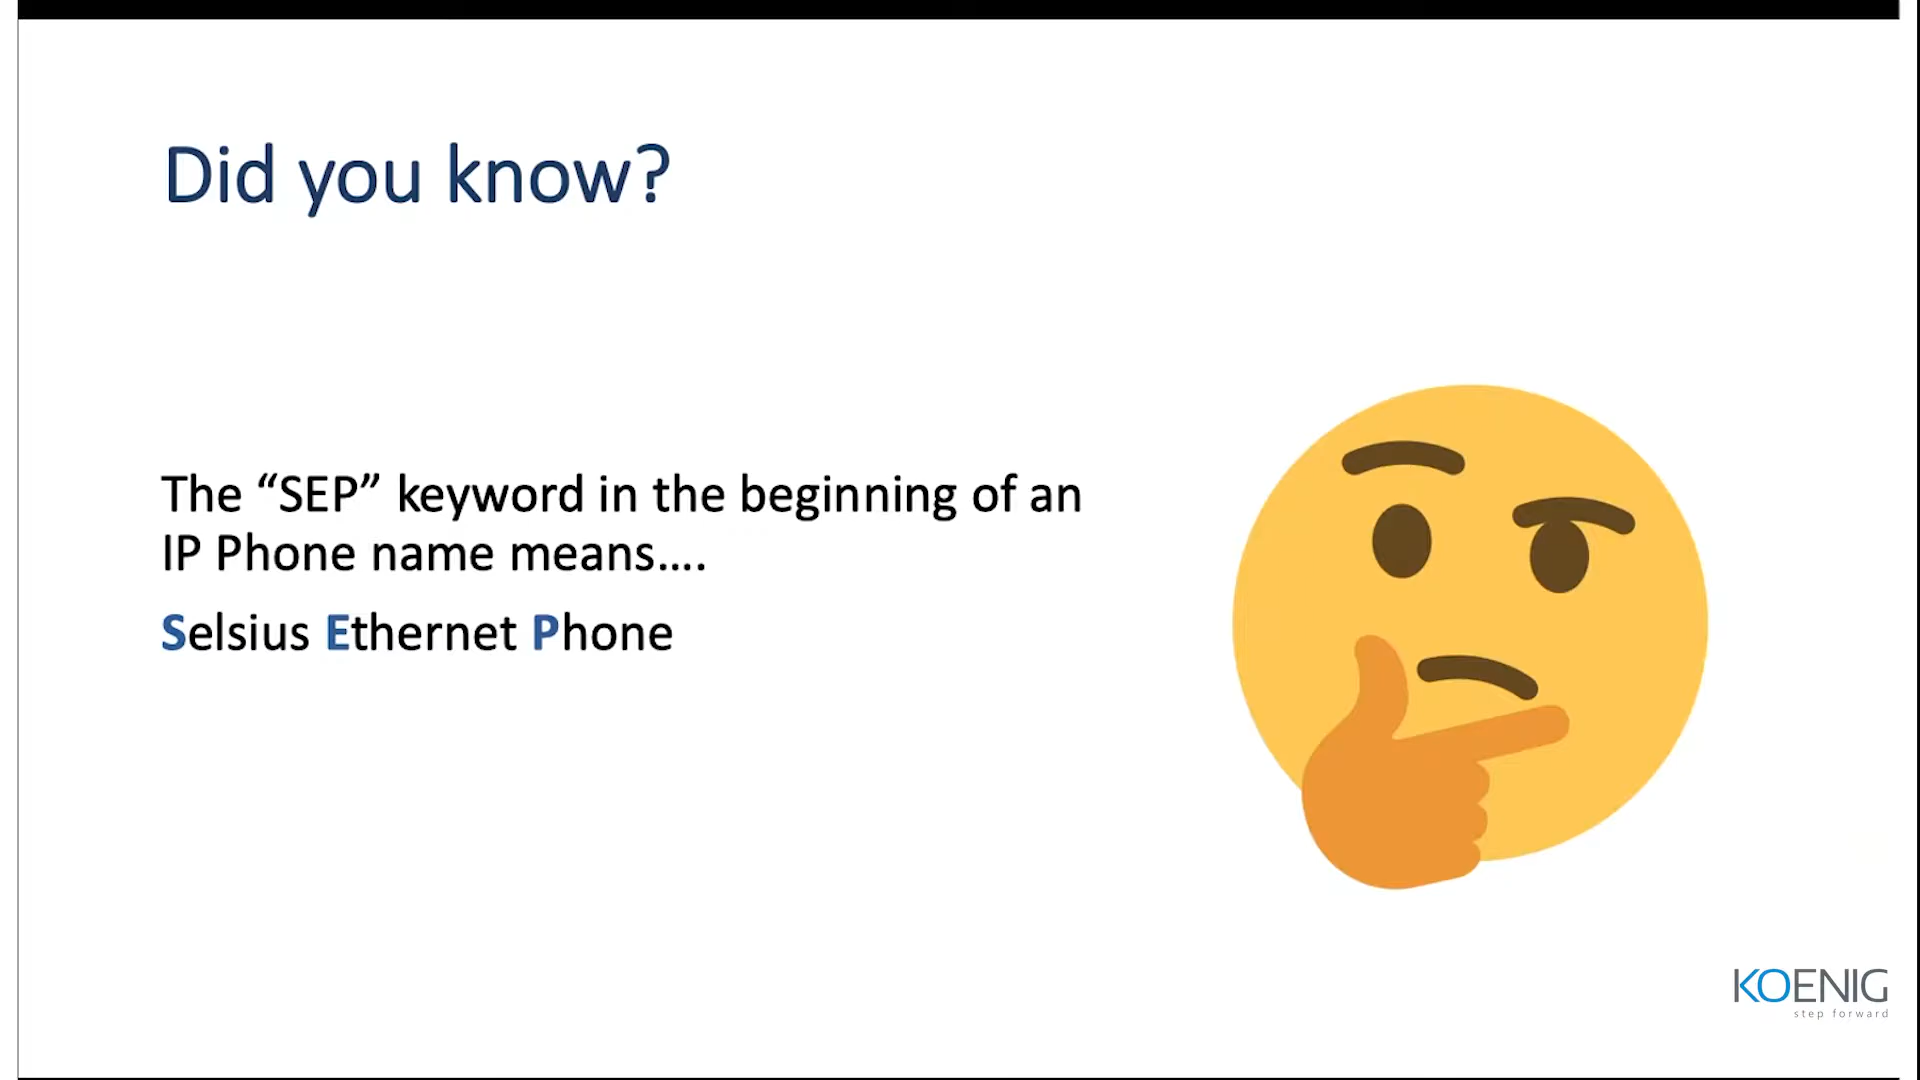 Did you know?
The “SEP” keyword in the beginning of an
IP Phone name means....
Selsius Ethernet Phone
KOENIG
step forward